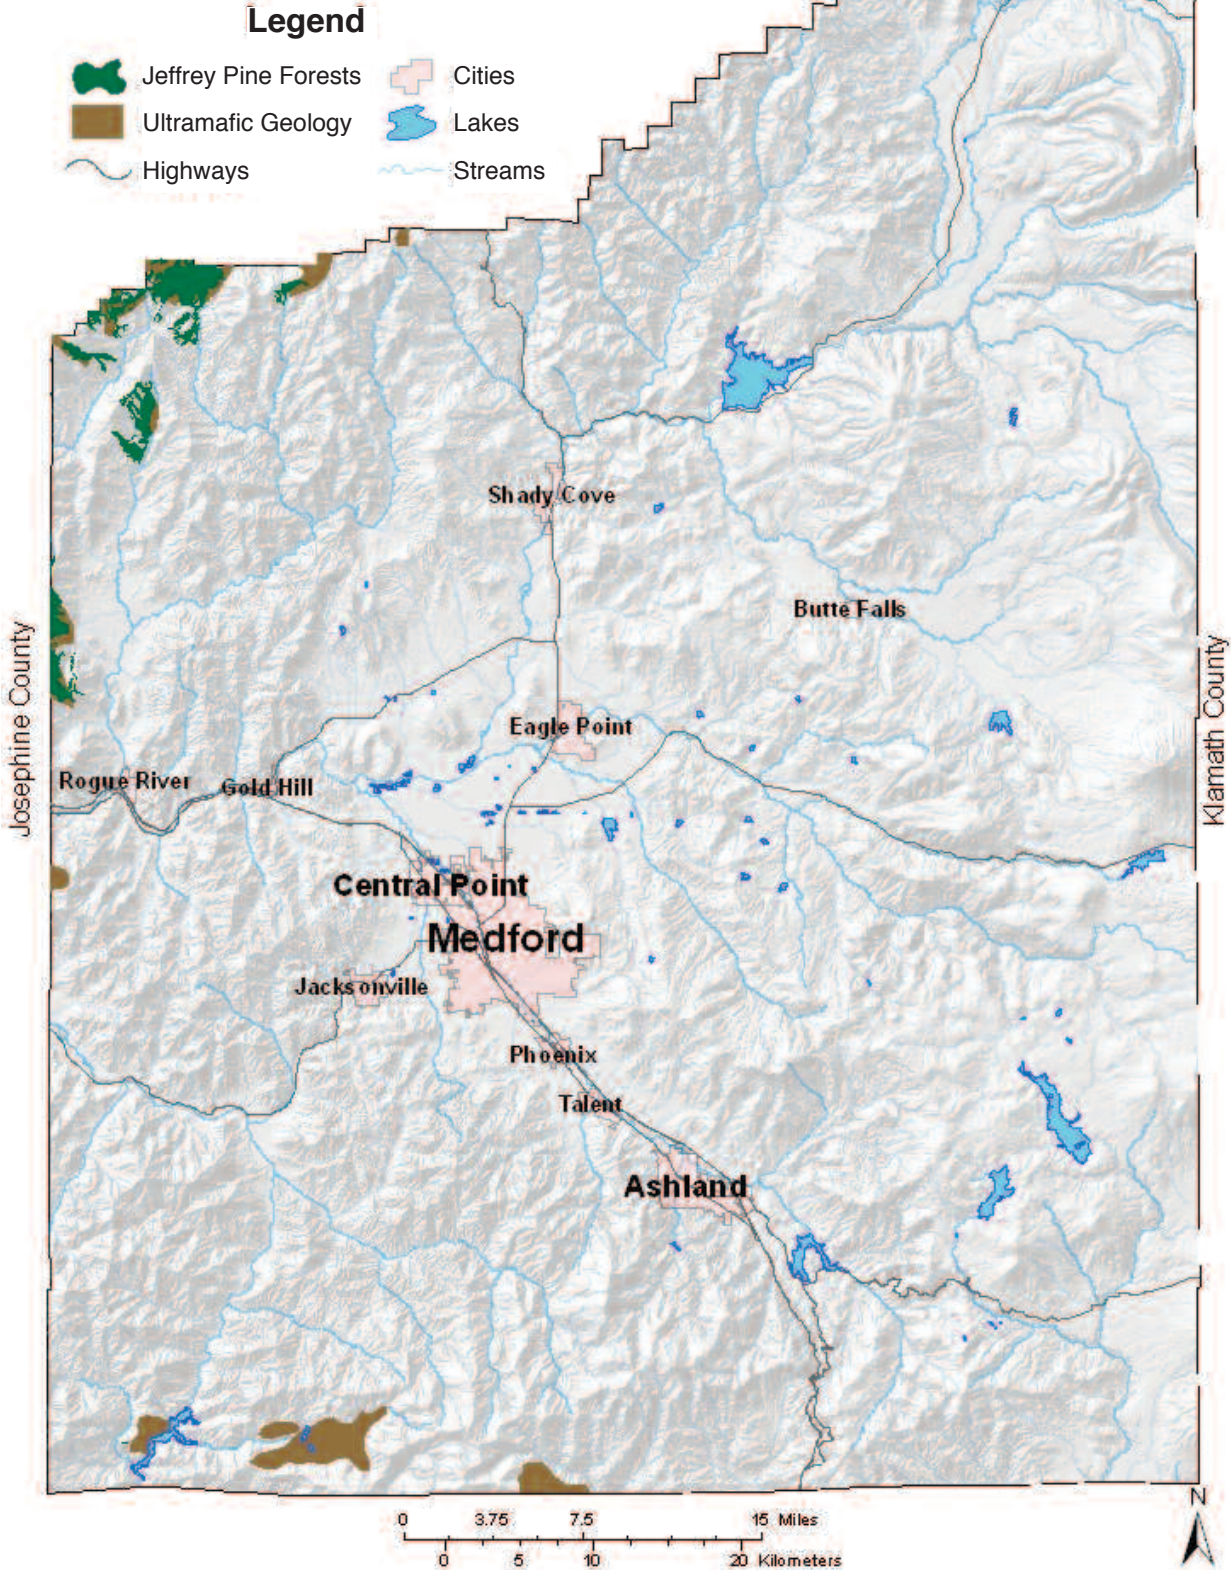 Legend
Jeffrey Pine Forests
Cities
Ultramafic Geology
Lakes
Highways
Streams
Shady Cove
Butte Falls
Josephine County
Klamath County
Eagle Point
Rogue River
Gold Hill
Central Point
Medford
Jacksonville
Phoenix
Talent
Ashland
N
0 3.75 7.5 15 Miles
0 5 10 20 Kilometers